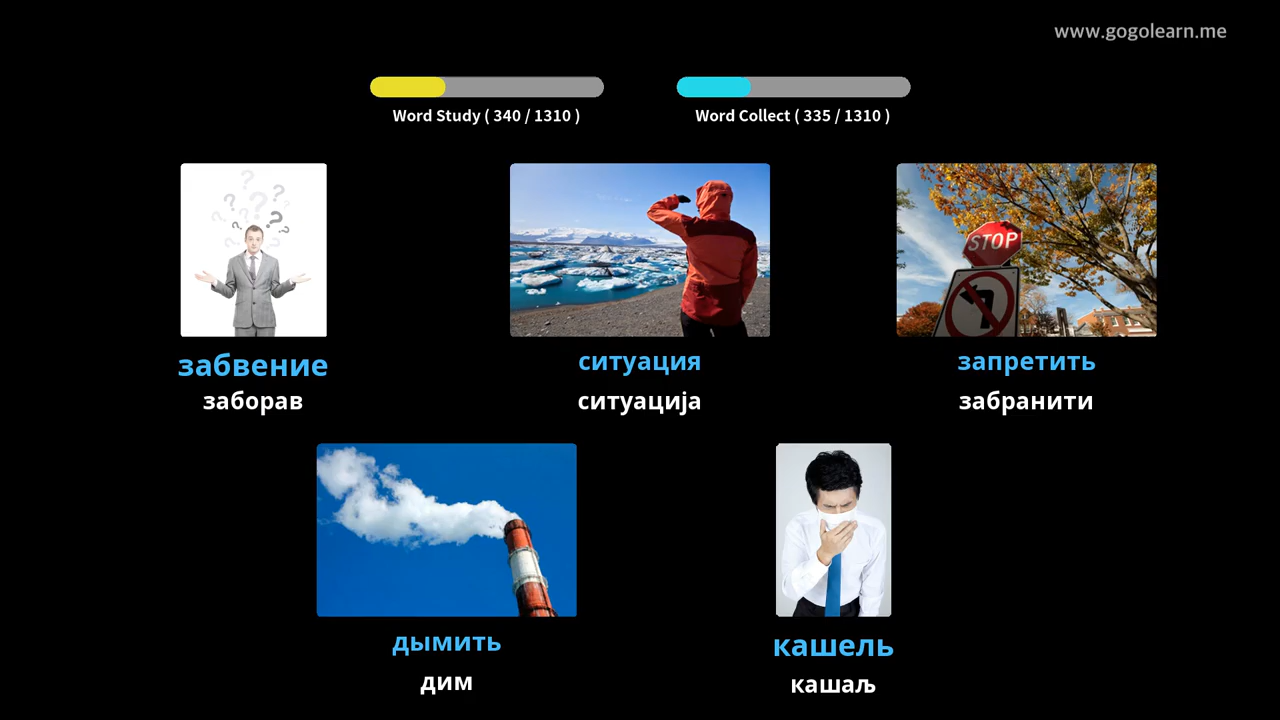 www.gogolearn.me
Word Study ( 340 / 1310 )
Word Collect ( 335 / 1310 )
STOP
забвение
заборав
ситуация
ситуација
запретить
забранити
дымить
дим
кашель
кашаљ